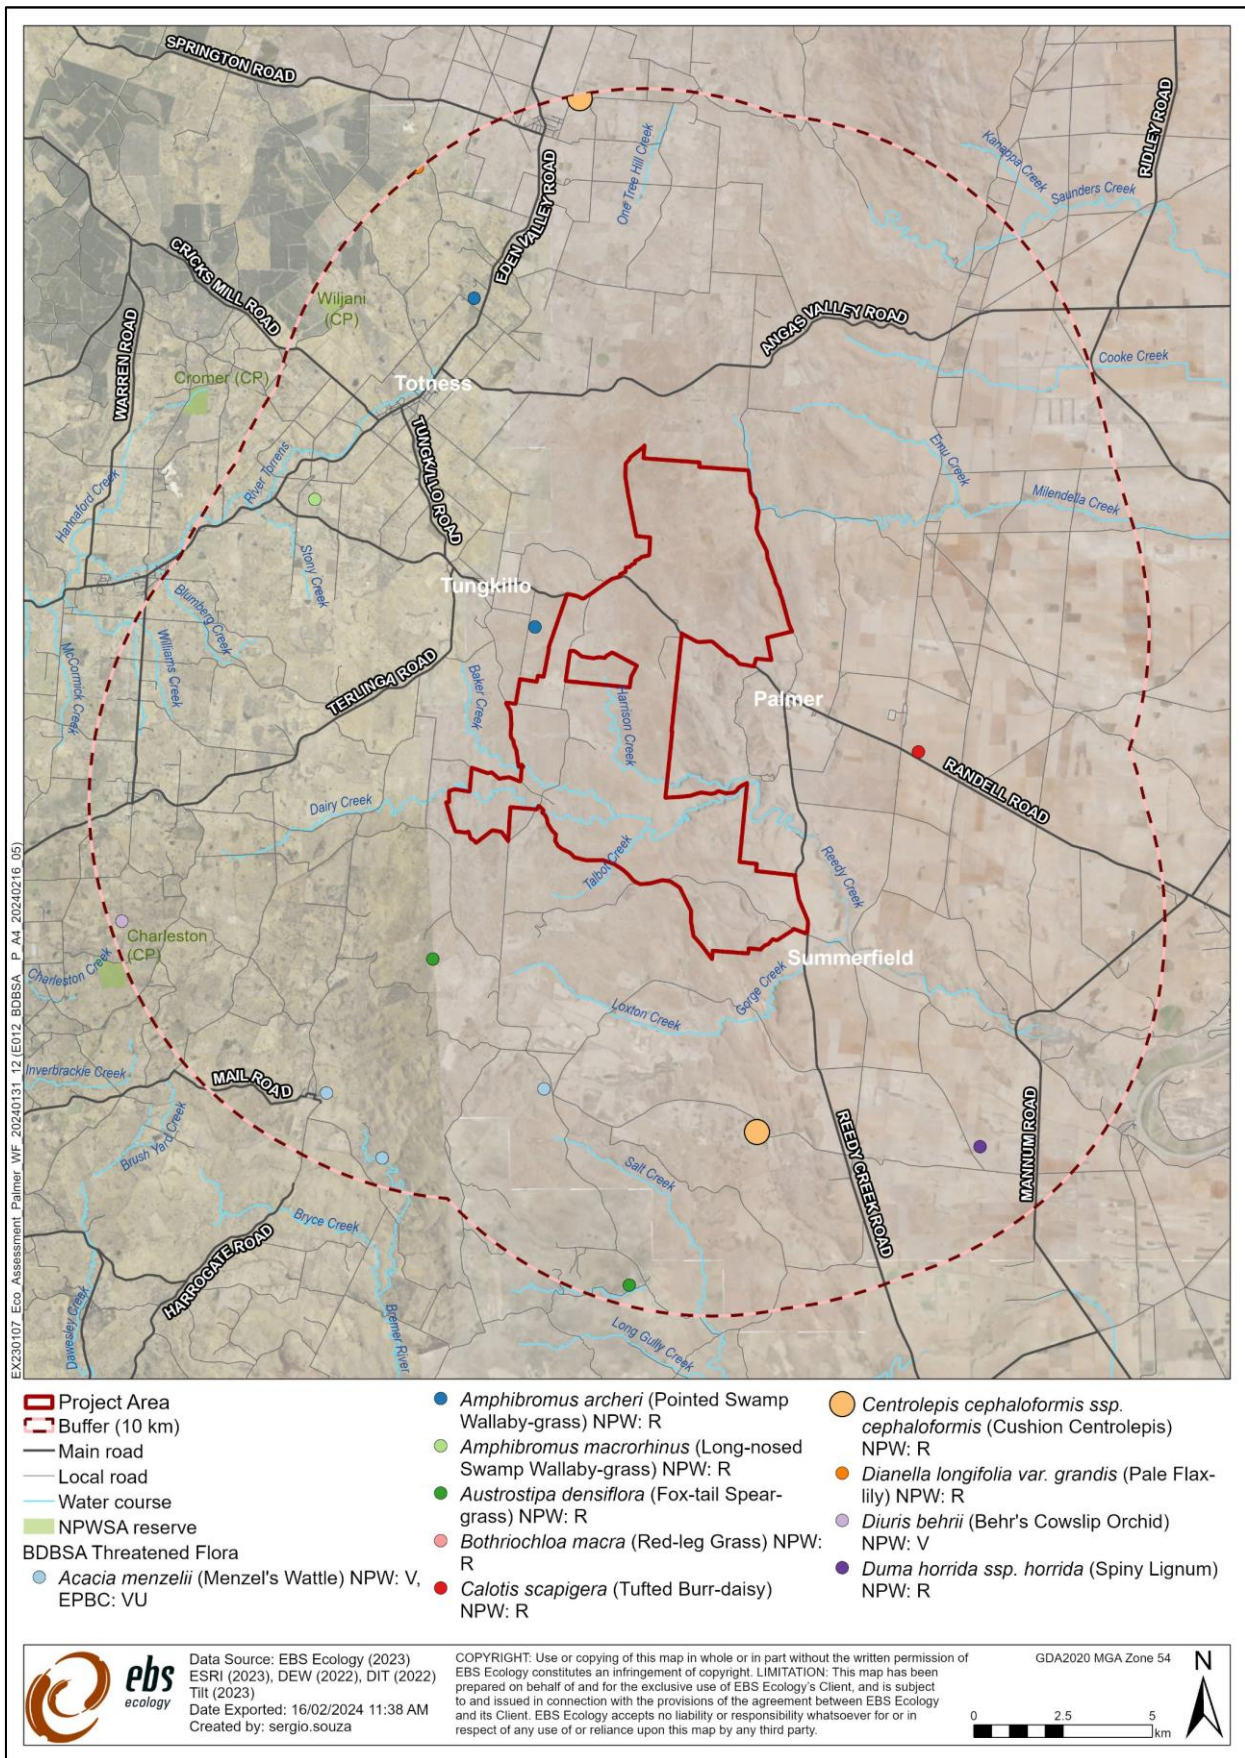 SPRINGTON ROAD
RIDLEY ROAD
One Tree Hill Creek
Kanappa Creek
Saunders Creek
EDEN VALLEY ROAD
CRICKS MILL ROAD
Wiljani
(CP)
WARREN ROAD
ANGAS VALLEY ROAD
Cooke Creek
Cromer (CP)
Totness
TUNGKILLO ROAD
Emu Creek
River Torrens
Hannaford Creek
Milendella Creek
Stony Creek
Tungkillo
Blumberg Creek
Williams Creek
McCormick Creek
TERLINGA ROAD
Baker Creek
Harrison Creek
Palmer
RANDELL ROAD
Dairy Creek
Talbot Creek
Reedy Creek
Charleston
(CP)
Charleston Creek
Summerfield
Gorge Creek
Loxton Creek
Inverbrackie Creek
MAIL ROAD
Brush Yard Creek
Salt Creek
REEDY CREEK ROAD
MANNUM ROAD
Bryce Creek
HARROGATE ROAD
Dawesley Creek
Bremer River
Long Gully Creek
EX230107_Eco_Assessment_Palmer_WF_20240131_12 (E012_BDBSA__P_A4_20240216_05)
Project Area
Buffer (10 km)
Main road
Local road
Water course
NPWSA reserve
BDBSA Threatened Flora
Acacia menzelii (Menzel's Wattle) NPW: V,
EPBC: VU
Amphibromus archeri (Pointed Swamp
Wallaby-grass) NPW: R
Amphibromus macrorhinus (Long-nosed
Swamp Wallaby-grass) NPW: R
Austrostipa densiflora (Fox-tail Spear-
grass) NPW: R
Bothriochloa macra (Red-leg Grass) NPW:
R
Calotis scapigera (Tufted Burr-daisy)
NPW: R
Centrolepis cephaloformis ssp.
cephaloformis (Cushion Centrolepis)
NPW: R
Dianella longifolia var. grandis (Pale Flax-
lily) NPW: R
Diuris behrii (Behr's Cowslip Orchid)
NPW: V
Duma horrida ssp. horrida (Spiny Lignum)
NPW: R
ebs
ecology
Data Source: EBS Ecology (2023)
ESRI (2023), DEW (2022), DIT (2022)
Tilt (2023)
Date Exported: 16/02/2024 11:38 AM
Created by: sergio.souza
COPYRIGHT: Use or copying of this map in whole or in part without the written permission of
EBS Ecology constitutes an infringement of copyright. LIMITATION: This map has been
prepared on behalf of and for the exclusive use of EBS Ecology's Client, and is subject
to and issued in connection with the provisions of the agreement between EBS Ecology
and its Client. EBS Ecology accepts no liability or responsibility whatsoever for or in
respect of any use of or reliance upon this map by any third party.
GDA2020 MGA Zone 54
N
0 2.5 5
km